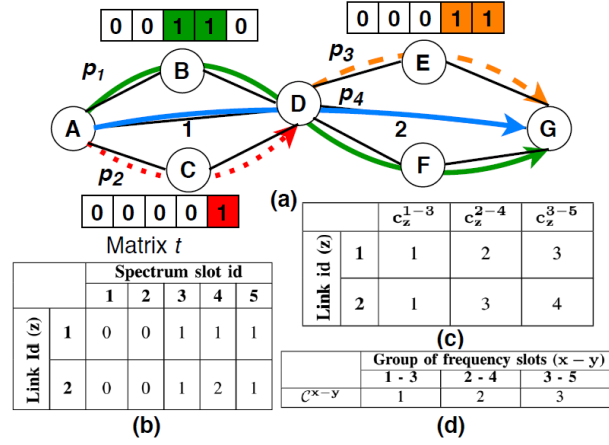 0 0 1 1 0
0 0 0 1 1
p1
B
p3
E
A
1
D
p4
2
G
p2
C
F
0 0 0 0 1
(a)
Matrix t
Spectrum slot id
1 2 3 4 5
Link Id (z)
1 0 0 1 1 1
2 0 0 1 2 1
(b)
c_z^{1−3} c_z^{2−4} c_z^{3−5}
Link id (z)
1 1 2 3
2 1 3 4
(c)
Group of frequency slots (x − y)
1 - 3 2 - 4 3 - 5
C^{x−y} 1 2 3
(d)